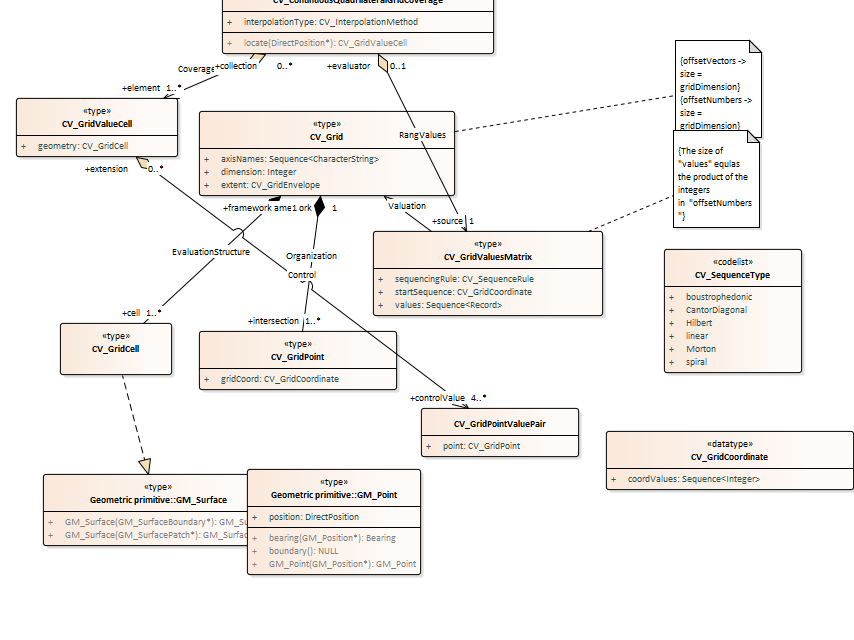 CV_ContinuousQuadrilateralGridCoverage
+ interpolationType: CV_InterpolationMethod
+ locate(DirectPosition*): CV_GridValueCell
Coverage
+collection
0..*
+evaluator
0..1
+element 1..*
«type»
CV_GridValueCell
+ geometry: CV_GridCell
+extension
0..*
«type»
CV_Grid
+ axisNames: Sequence<CharacterString>
+ dimension: Integer
+ extent: CV_GridEnvelope
RangValues
{offsetVectors ->
size =
gridDimension}
{offsetNumbers ->
size =
gridDimension}
{The size of
"values" equlas
the product of the
integers
in "offsetNumbers
"}
+framework
1
1
Valuation
+source 1
EvaluationStructure
Organization
Control
«type»
CV_GridValuesMatrix
+ sequencingRule: CV_SequenceRule
+ startSequence: CV_GridCoordinate
+ values: Sequence<Record>
«codelist»
CV_SequenceType
+ boustrophedonic
+ CantorDiagonal
+ Hilbert
+ linear
+ Morton
+ spiral
+cell 1..*
+intersection 1..*
«type»
CV_GridCell
«type»
CV_GridPoint
+ gridCoord: CV_GridCoordinate
+controlValue 4..*
CV_GridPointValuePair
+ point: CV_GridPoint
«datatype»
CV_GridCoordinate
+ coordValues: Sequence<Integer>
«type»
Geometric primitive::GM_Surface
+ GM_Surface(GM_SurfaceBoundary*): GM_Su
+ GM_Surface(GM_SurfacePatch*): GM_Surfac
«type»
Geometric primitive::GM_Point
+ position: DirectPosition
+ bearing(GM_Position*): Bearing
+ boundary(): NULL
+ GM_Point(GM_Position*): GM_Point